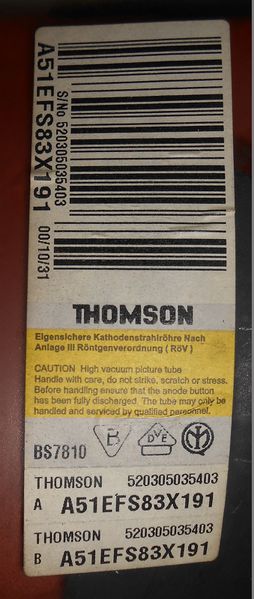 A51EFS83X191 00/10/31
S/No 520305035403
THOMSON
Eigensichere Kathodenstrahlröhre Nach
Anlage III Röntgenverordnung ( RöV )
CAUTION High vacuum picture tube
Handle with care, do not strike, scratch or stress.
Before handling ensure that the anode button
has been fully discharged. The tube may only be
handled and serviced by qualified personnel.
BS7810 B DVE
THOMSON 520305035403
A A51EFS83X191
THOMSON 520305035403
B A51EFS83X191